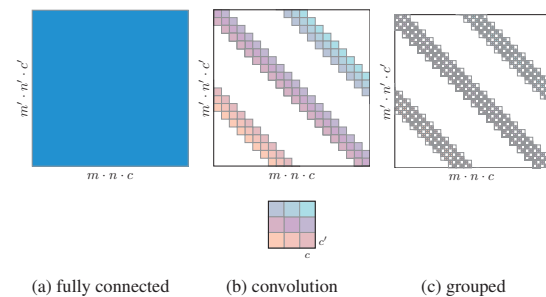 m′ · n′ · c′
m · n · c
m′ · n′ · c′
m · n · c
m′ · n′ · c′
m · n · c
c′
c
(a) fully connected
(b) convolution
(c) grouped